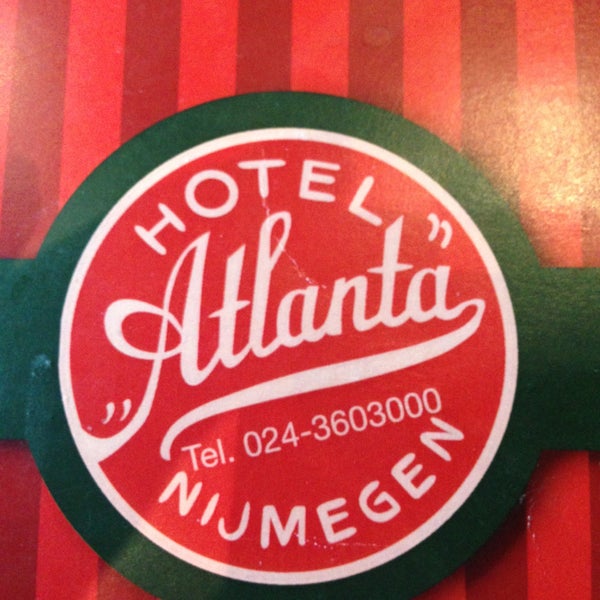 HOTEL
„Atlanta”
Tel. 024-3603000
NIJMEGEN